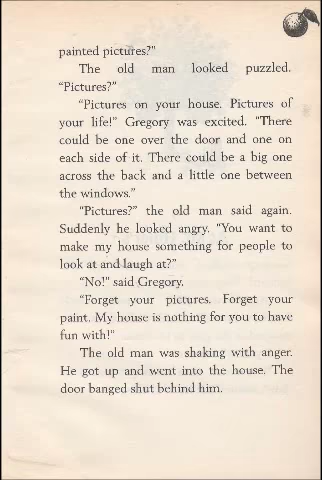 painted pictures?"
The old man looked puzzled.
“Pictures?”
“Pictures on your house. Pictures of
your life!” Gregory was excited. “There
could be one over the door and one on
each side of it. There could be a big one
across the back and a little one between
the windows.”
“Pictures?” the old man said again.
Suddenly he looked angry. “You want to
make my house something for people to
look at and laugh at?”
“No!” said Gregory.
“Forget your pictures. Forget your
paint. My house is nothing for you to have
fun with!”
The old man was shaking with anger.
He got up and went into the house. The
door banged shut behind him.